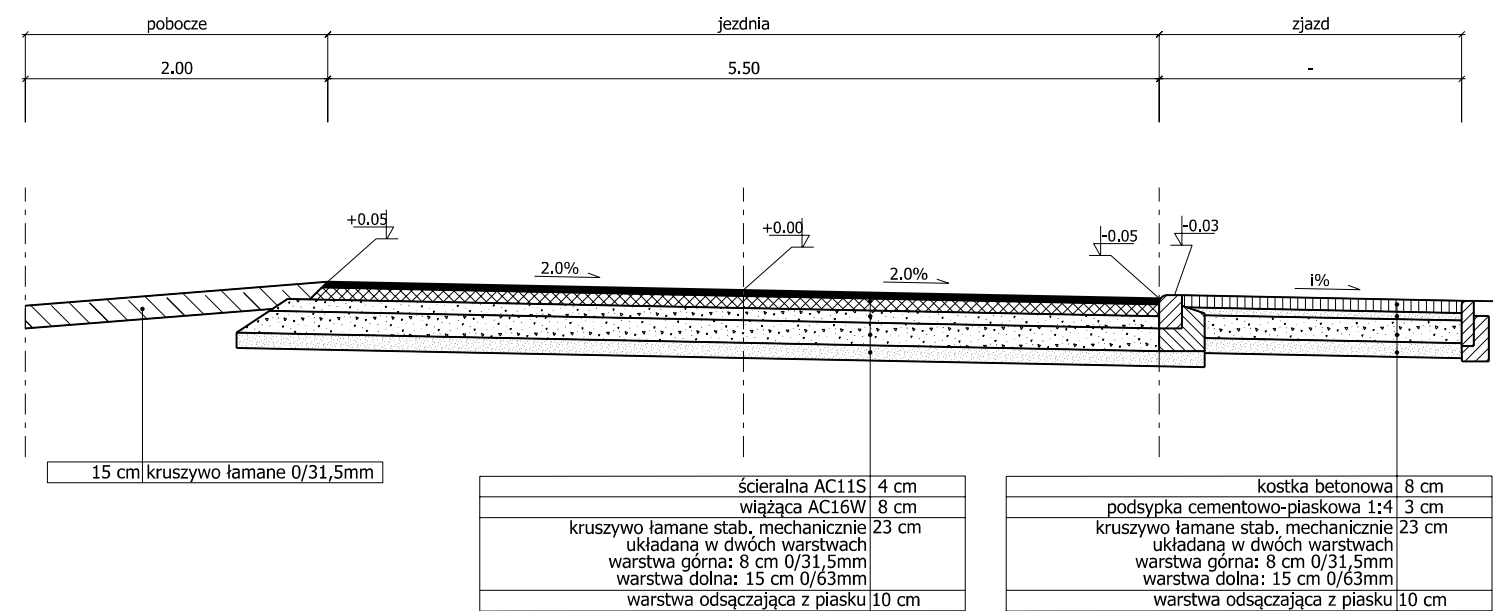 pobocze
jezdnia
zjazd
2.00
5.50
-
+0.05
+0.00
-0.05
-0.03
2.0%
2.0%
i%
15 cm kruszywo łamane 0/31,5mm
ścieralna AC11S 4 cm
wiążąca AC16W 8 cm
kruszywo łamane stab. mechanicznie 23 cm
układana w dwóch warstwach
warstwa górna: 8 cm 0/31,5mm
warstwa dolna: 15 cm 0/63mm
warstwa odsączająca z piasku 10 cm
kostka betonowa 8 cm
podsypka cementowo-piaskowa 1:4 3 cm
kruszywo łamane stab. mechanicznie 23 cm
układana w dwóch warstwach
warstwa górna: 8 cm 0/31,5mm
warstwa dolna: 15 cm 0/63mm
warstwa odsączająca z piasku 10 cm